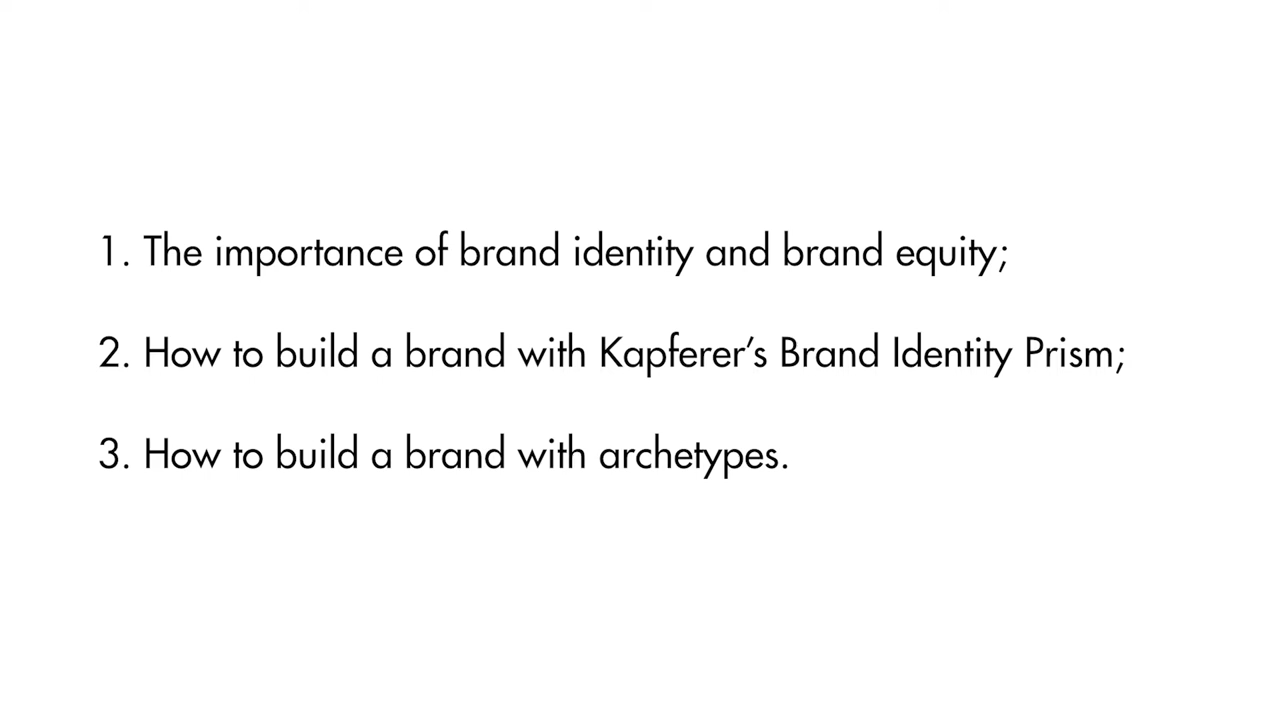 1. The importance of brand identity and brand equity;
2. How to build a brand with Kapferer’s Brand Identity Prism;
3. How to build a brand with archetypes.